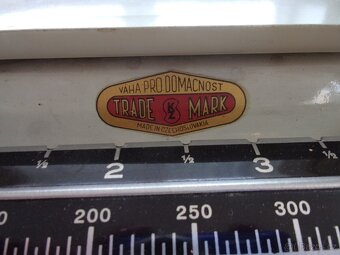 VÁHA PRO DOMÁCNOST
TRADE MARK
MADE IN CZECHOSLOVAKIA
½ 2 ½ 3 ½
200 250 300